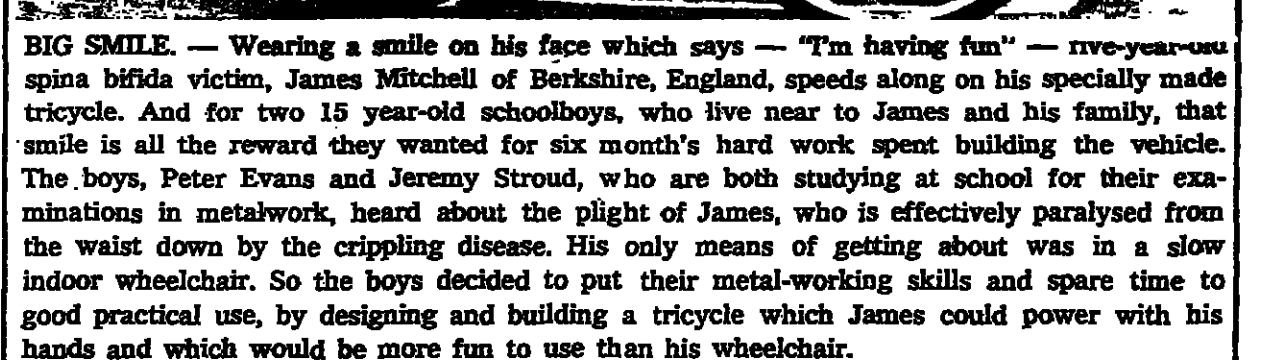 BIG SMILE. — Wearing a smile on his face which says — "I'm having fun" — five-year-old
spina bifida victim, James Mitchell of Berkshire, England, speeds along on his specially made
tricycle. And for two 15 year-old schoolboys, who live near to James and his family, that
smile is all the reward they wanted for six month's hard work spent building the vehicle.
The boys, Peter Evans and Jeremy Stroud, who are both studying at school for their exa-
minations in metalwork, heard about the plight of James, who is effectively paralysed from
the waist down by the crippling disease. His only means of getting about was in a slow
indoor wheelchair. So the boys decided to put their metal-working skills and spare time to
good practical use, by designing and building a tricycle which James could power with his
hands and which would be more fun to use than his wheelchair.